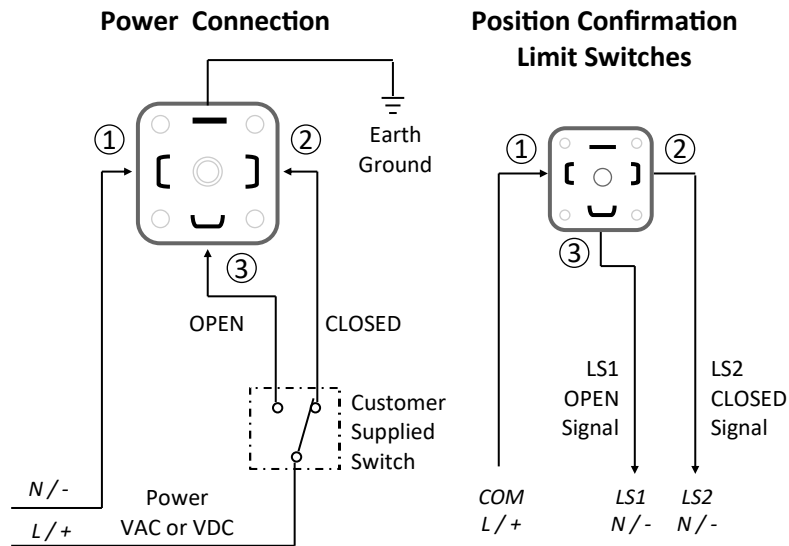 Power Connection
Earth
Ground
1
2
3
OPEN
CLOSED
Customer
Supplied
Switch
N / -
L / +
Power
VAC or VDC
Position Confirmation
Limit Switches
1
2
3
LS1
OPEN
Signal
LS2
CLOSED
Signal
COM
L / +
LS1
N / -
LS2
N / -